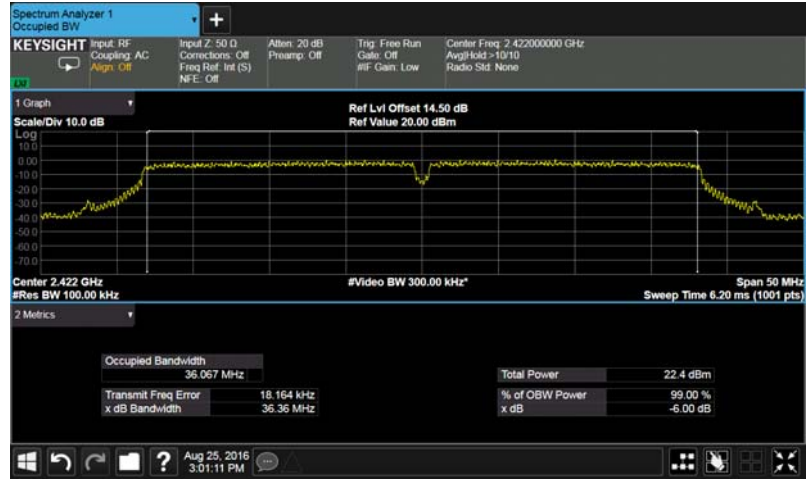 Spectrum Analyzer 1
Occupied BW
+
KEYSIGHT
Input: RF
Coupling: AC
Align: Off
Input Z: 50 Ω
Corrections: Off
Freq Ref: Int (S)
NFE: Off
Atten: 20 dB
Preamp: Off
Trig: Free Run
Gate: Off
#IF Gain: Low
Center Freq: 2.422000000 GHz
Avg|Hold:>10/10
Radio Std: None
LXI
1 Graph
Scale/Div 10.0 dB
Ref Lvl Offset 14.50 dB
Ref Value 20.00 dBm
Log
10.0
0.00
-10.0
-20.0
-30.0
-40.0
-50.0
-60.0
-70.0
Center 2.422 GHz
#Res BW 100.00 kHz
#Video BW 300.00 kHz*
Span 50 MHz
Sweep Time 6.20 ms (1001 pts)
2 Metrics
Occupied Bandwidth
36.067 MHz
Total Power 22.4 dBm
Transmit Freq Error 18.164 kHz
% of OBW Power 99.00 %
x dB Bandwidth 36.36 MHz
x dB -6.00 dB
?
Aug 25, 2016
3:01:11 PM